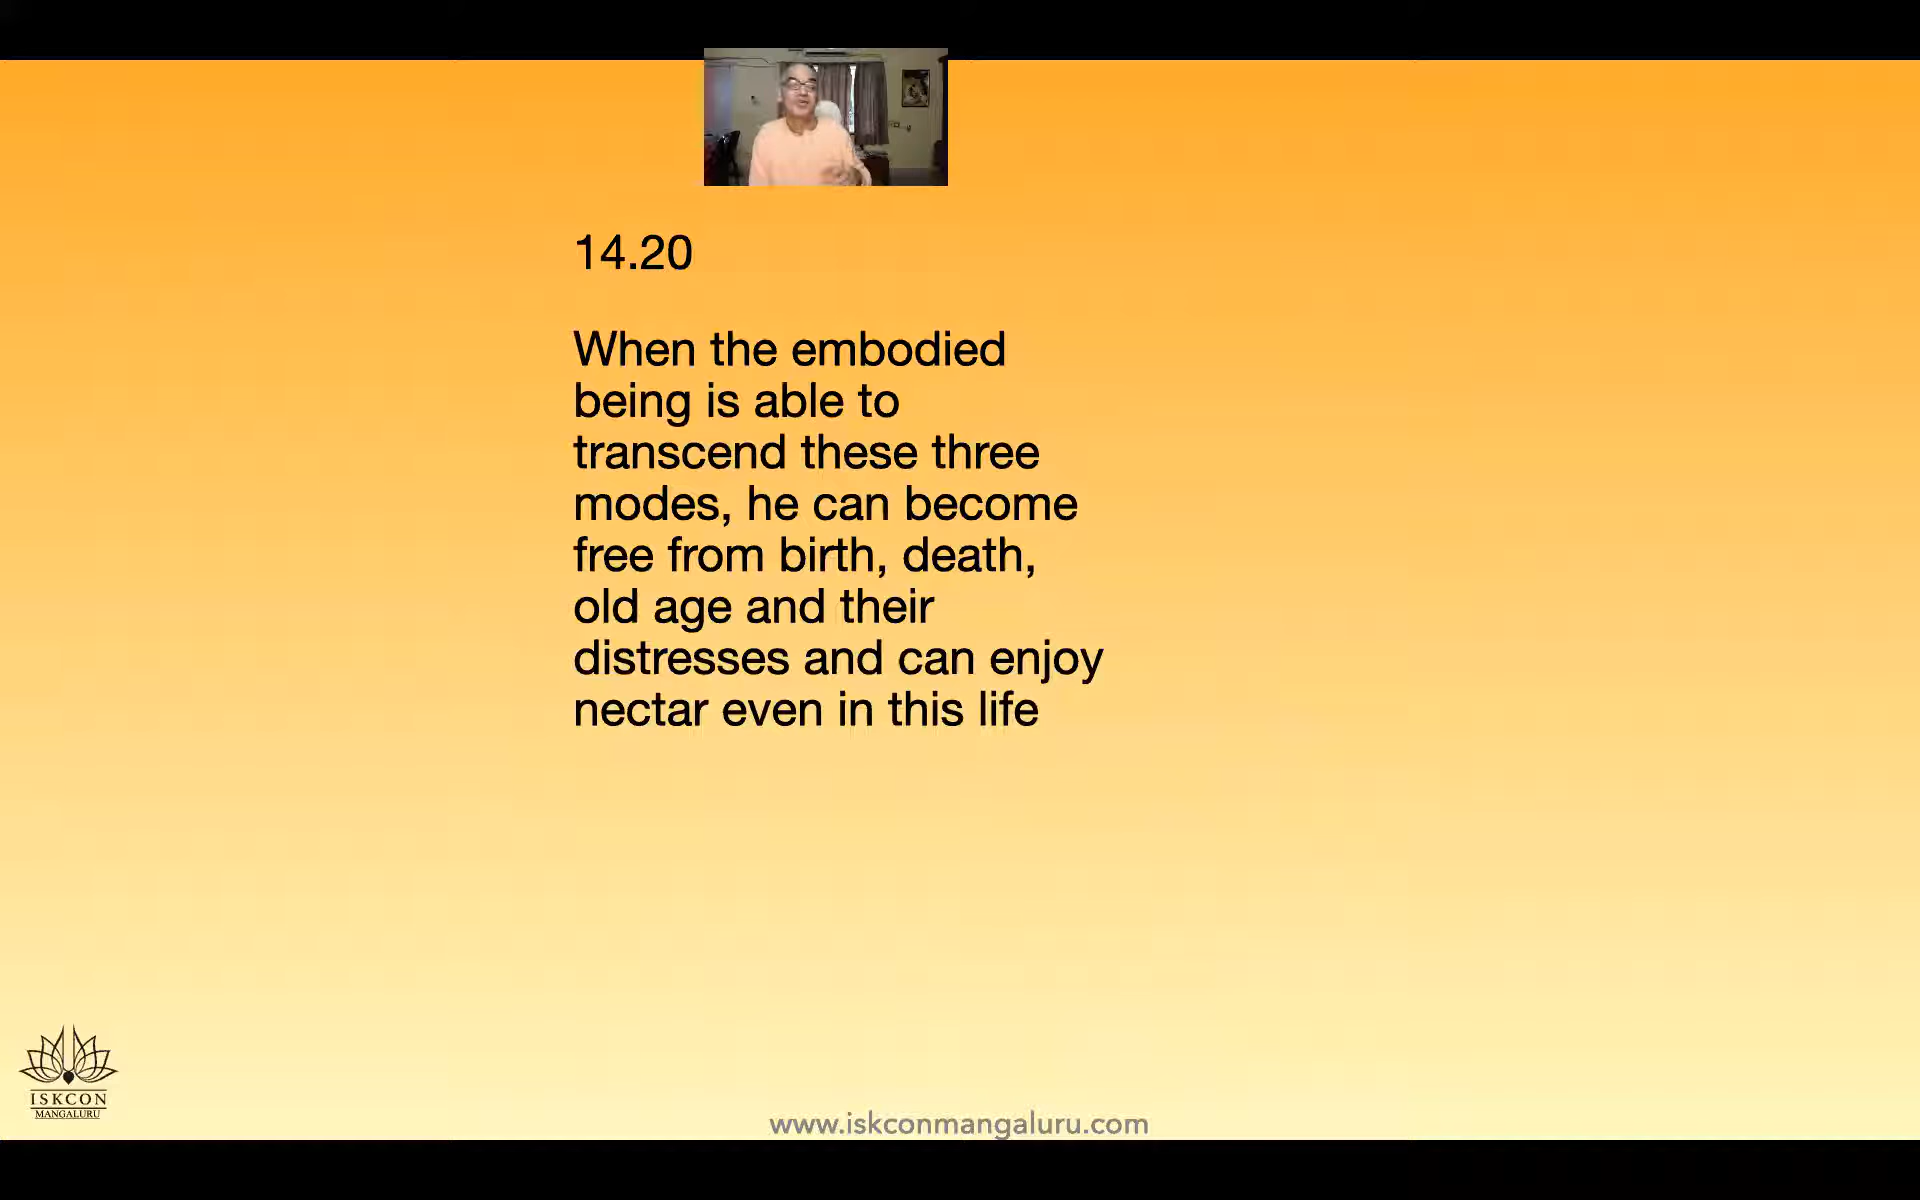 14.20
When the embodied
being is able to
transcend these three
modes, he can become
free from birth, death,
old age and their
distresses and can enjoy
nectar even in this life
ISKCON
MANGALURU
www.iskconmangaluru.com